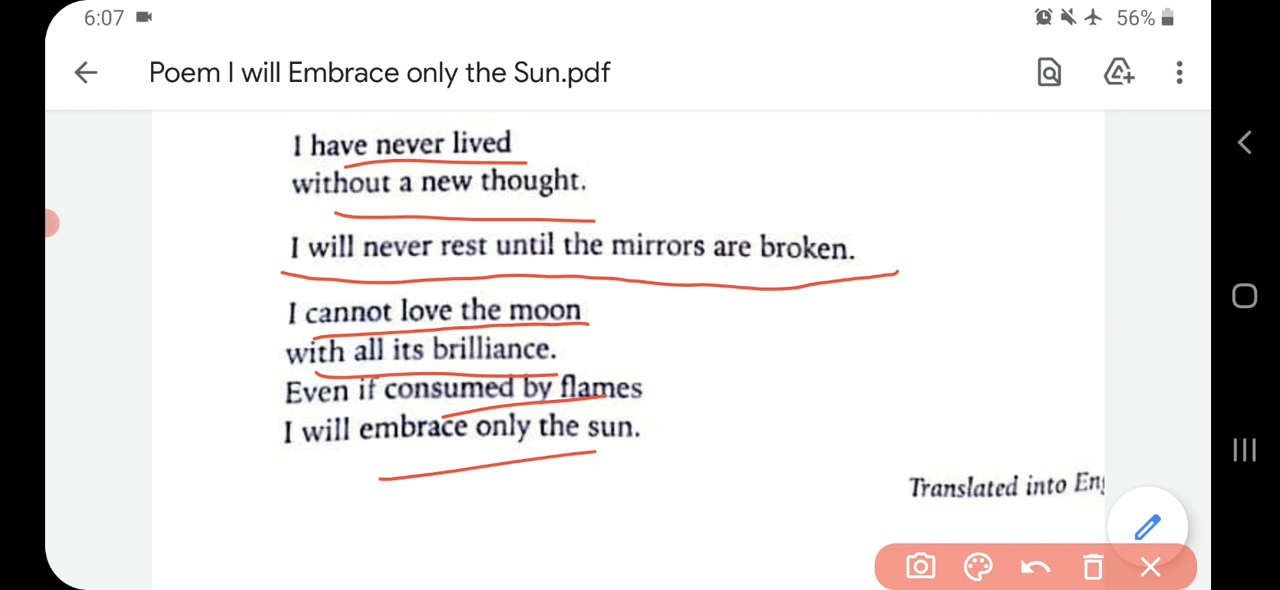 6:07
56%
Poem I will Embrace only the Sun.pdf
I have never lived
without a new thought.
I will never rest until the mirrors are broken.
I cannot love the moon
with all its brilliance.
Even if consumed by flames
I will embrace only the sun.
Translated into